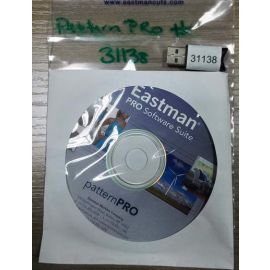 www.eastmancuts.com
Pattern PRO #
31138
31138
Eastman
PRO Software Suite
patternPRO